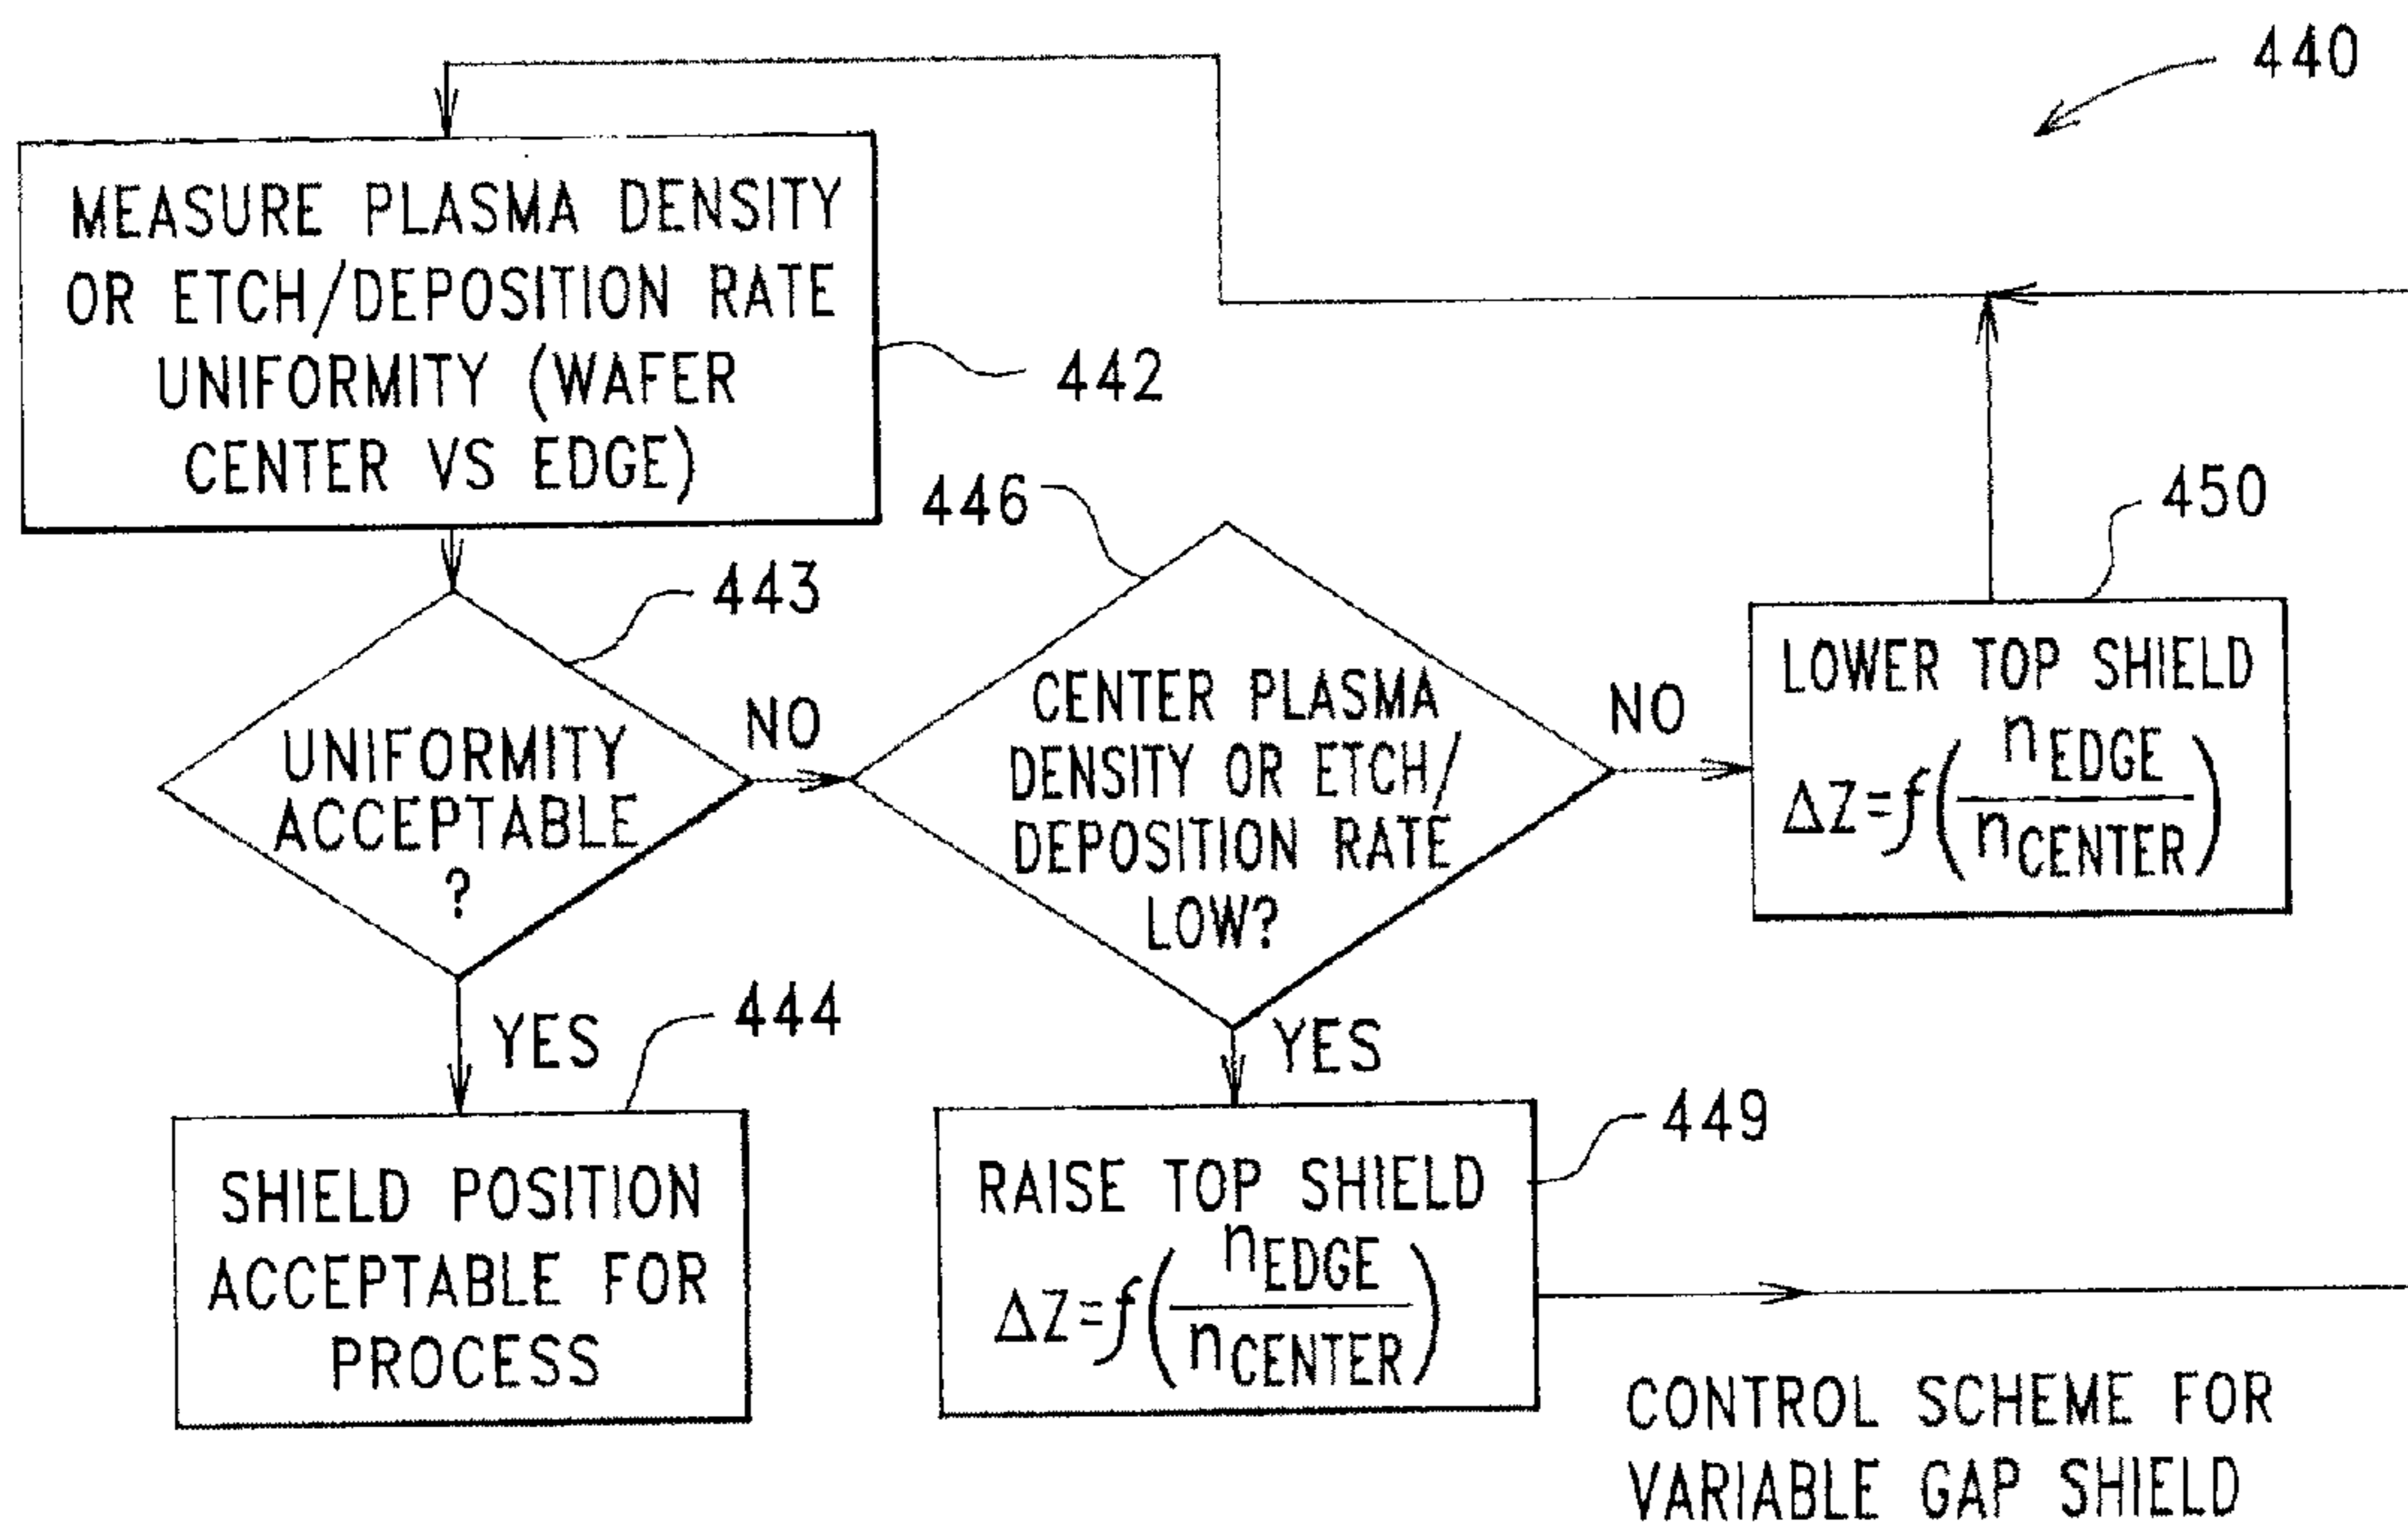 440
MEASURE PLASMA DENSITY
OR ETCH/DEPOSITION RATE
UNIFORMITY (WAFER
CENTER VS EDGE)
442
443
UNIFORMITY
ACCEPTABLE
?
NO
YES
444
SHIELD POSITION
ACCEPTABLE FOR
PROCESS
446
CENTER PLASMA
DENSITY OR ETCH/
DEPOSITION RATE
LOW?
NO
YES
450
LOWER TOP SHIELD
ΔZ=f(nEDGE/nCENTER)
449
RAISE TOP SHIELD
ΔZ=f(nEDGE/nCENTER)
CONTROL SCHEME FOR
VARIABLE GAP SHIELD